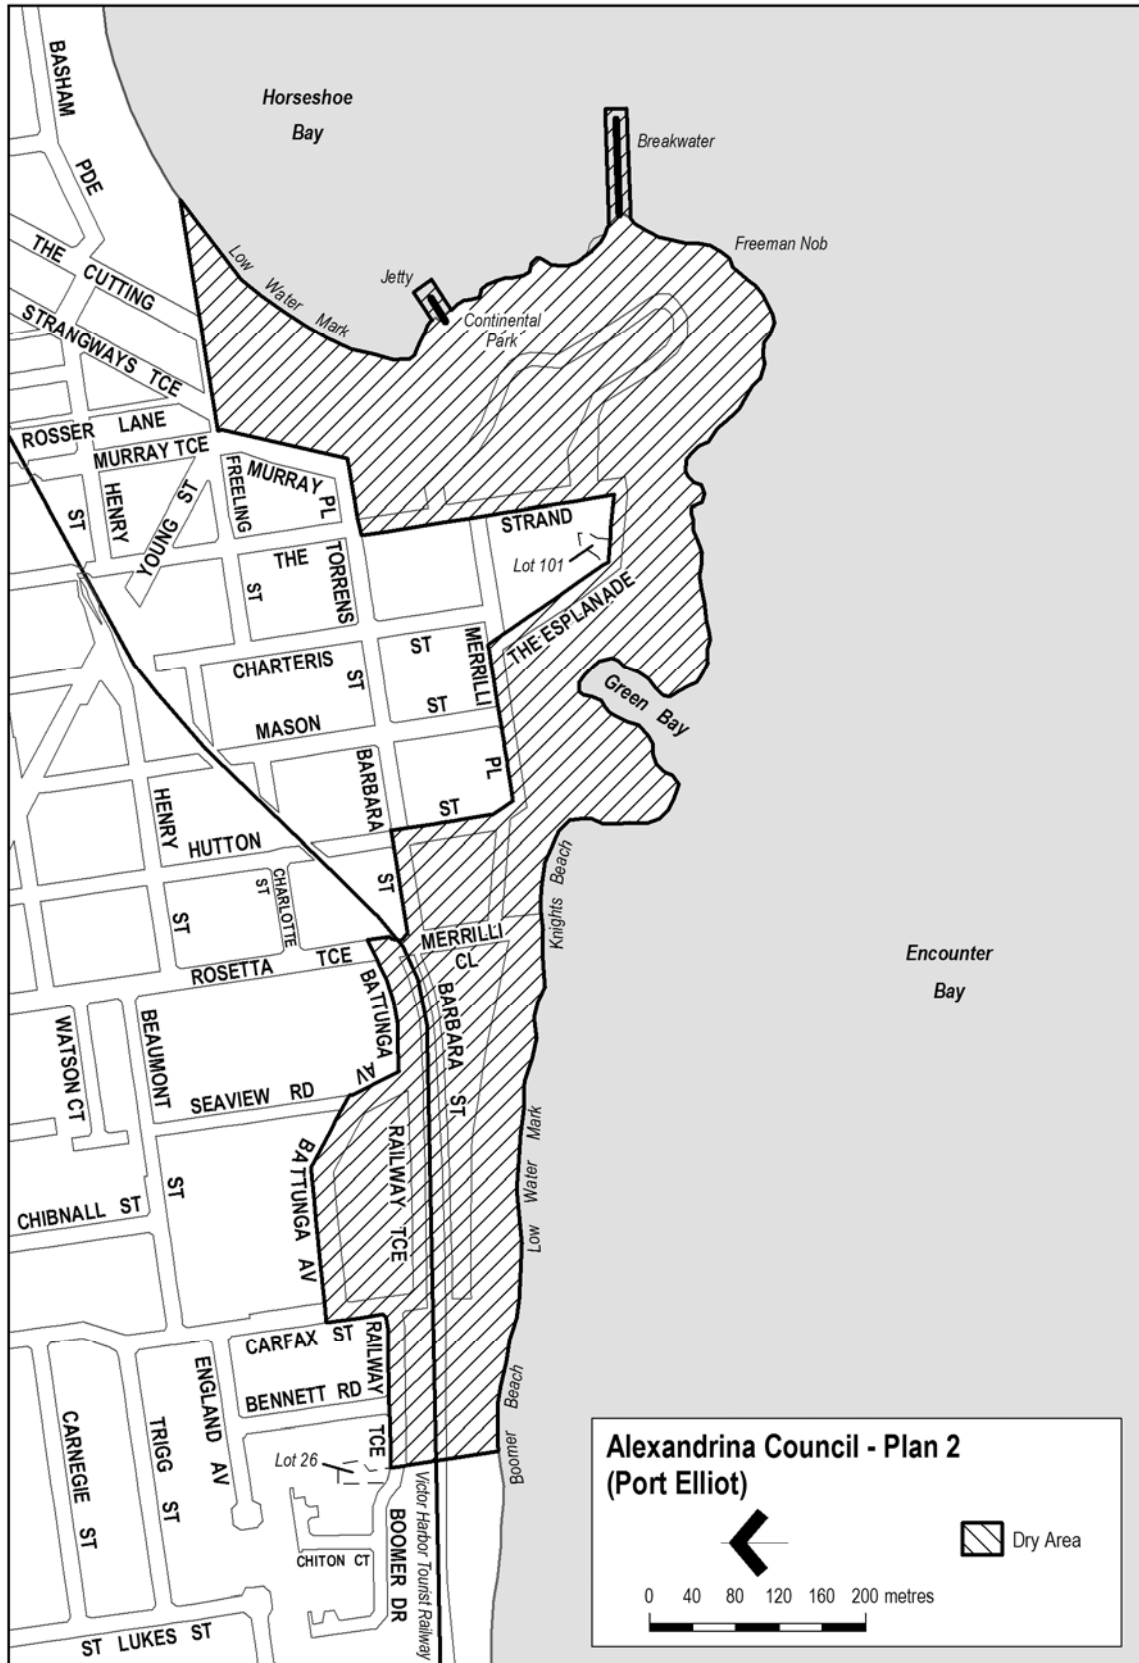 BASHAM
PDE
Horseshoe
Bay
Breakwater
THE CUTTING
Low Water Mark
Freeman Nob
Jetty
Continental
Park
STRANGWAYS TCE
ROSSER LANE
MURRAY TCE
HENRY
ST
YOUNG ST
FREELING
ST
MURRAY PL
THE
STRAND
TORRENS
ST
Lot 101
THE ESPLANADE
CHARTERIS
ST
MERRILLI
PL
Green Bay
MASON
ST
BARBARA
ST
HENRY
ST
HUTTON
ST
CHARLOTTE
ST
Knights Beach
MERRILLI
CL
ROSETTA TCE
BATTUNGA
AV
BARBARA ST
Encounter
Bay
WATSON CT
BEAUMONT
ST
SEAVIEW RD
RAILWAY TCE
Low Water Mark
BATTUNGA AV
CHIBNALL ST
CARFAX ST
RAILWAY
TCE
ENGLAND AV
BENNETT RD
Boomer Beach
CARNEGIE ST
TRIGG ST
Lot 26
BOOMER DR
Victor Harbor Tourist Railway
CHITON CT
ST LUKES ST
Alexandrina Council - Plan 2
(Port Elliot)
Dry Area
0 40 80 120 160 200 metres